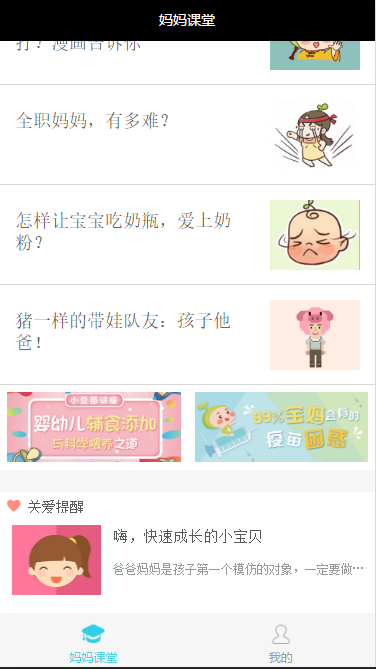 妈妈课堂
打？漫画告诉你
全职妈妈，有多难？
怎样让宝宝吃奶瓶，爱上奶
粉？
猪一样的带娃队友：孩子他
爸！
小豆苗讲座
婴幼儿辅食添加
与科学喂养之道
99%宝妈会有的
疫苗困惑
关爱提醒
嗨，快速成长的小宝贝
爸爸妈妈是孩子第一个模仿的对象，一定要做…
妈妈课堂
我的